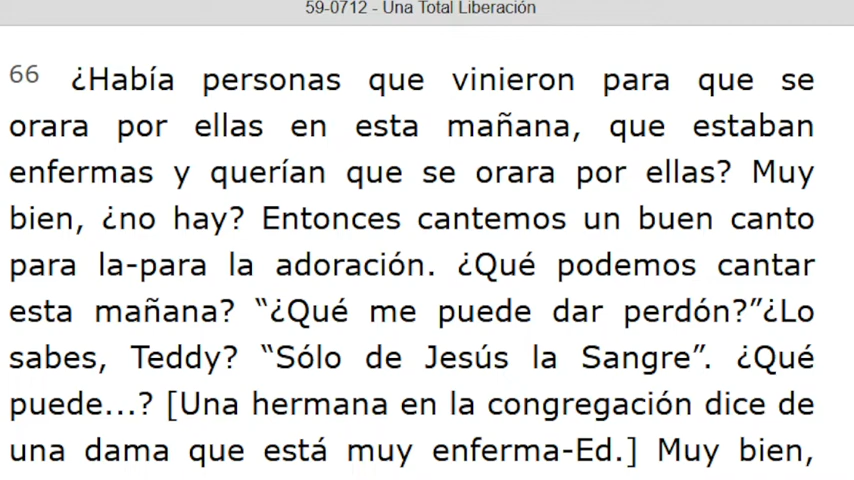 59-0712 - Una Total Liberación
66 ¿Había personas que vinieron para que se
orara por ellas en esta mañana, que estaban
enfermas y querían que se orara por ellas? Muy
bien, ¿no hay? Entonces cantemos un buen canto
para la-para la adoración. ¿Qué podemos cantar
esta mañana? “¿Qué me puede dar perdón?”¿Lo
sabes, Teddy? “Sólo de Jesús la Sangre”. ¿Qué
puede...? [Una hermana en la congregación dice de
una dama que está muy enferma-Ed.] Muy bien,